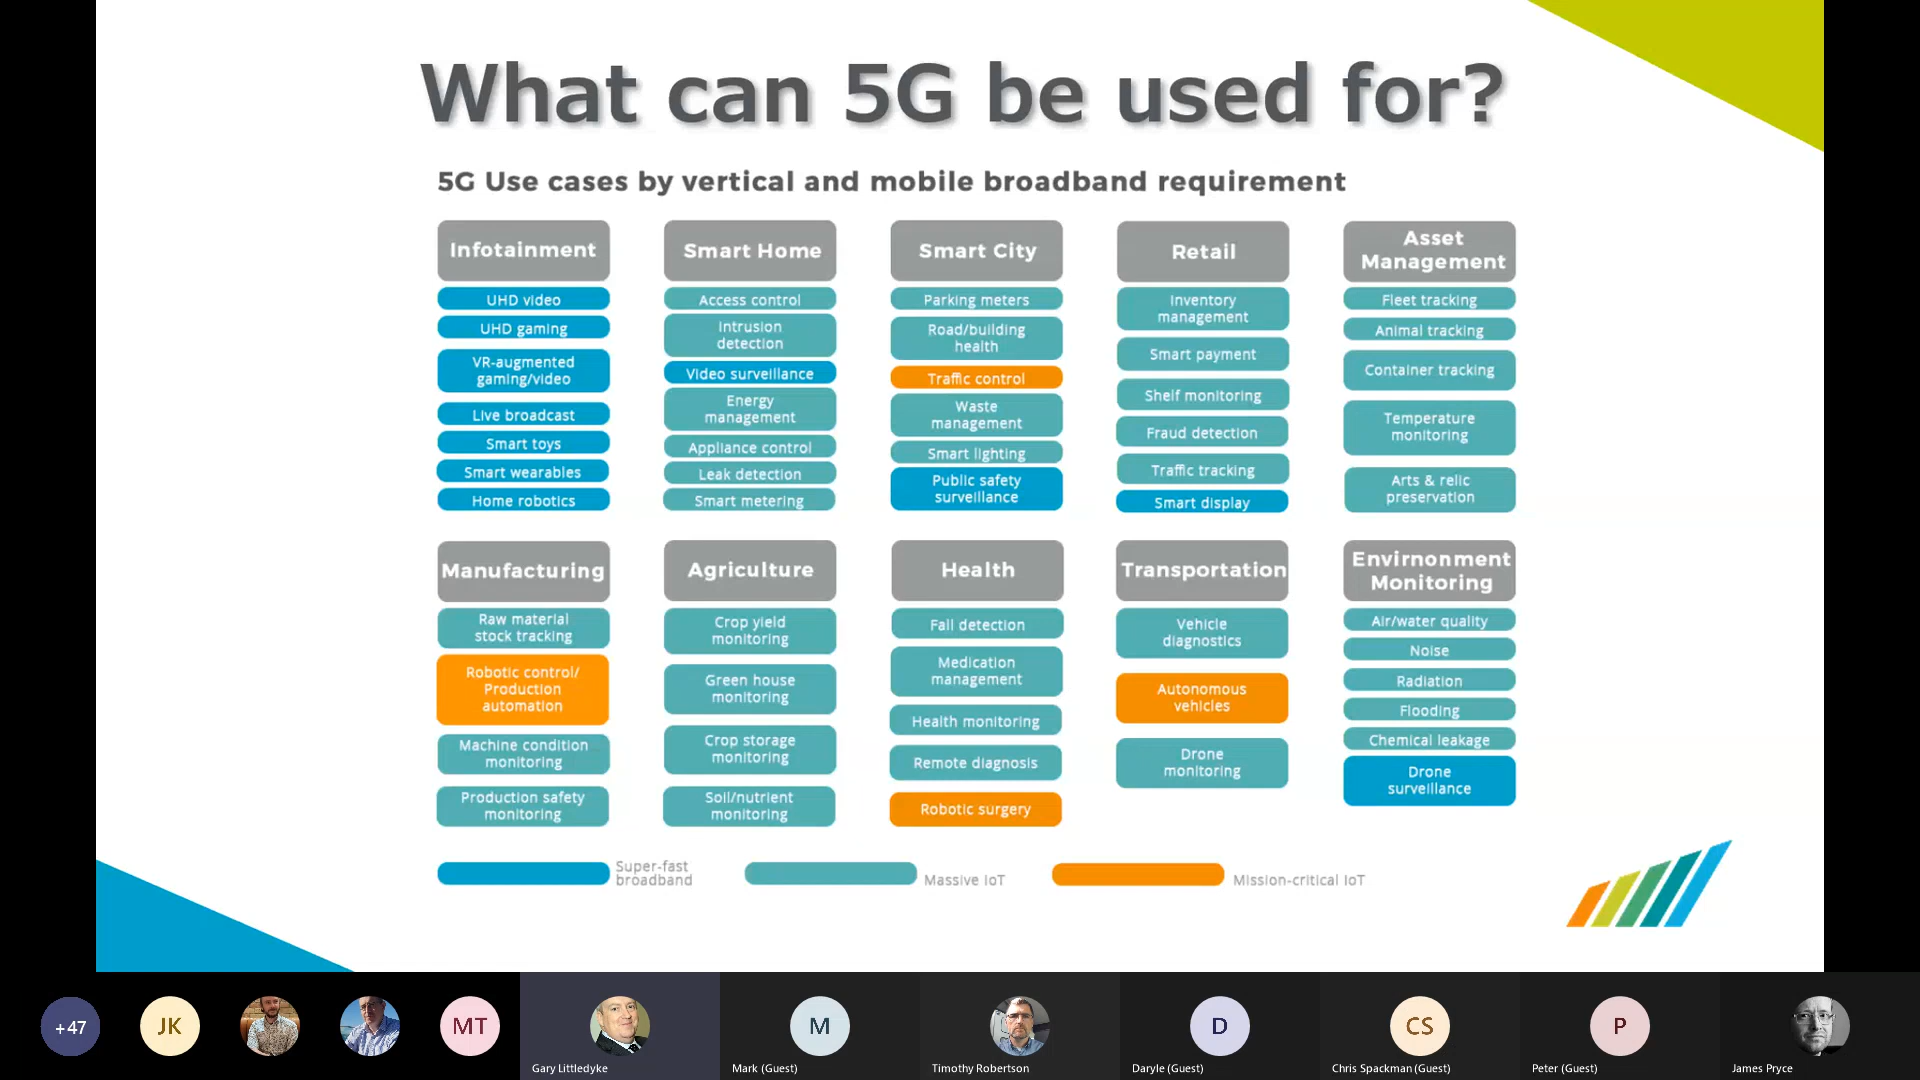 What can 5G be used for?
5G Use cases by vertical and mobile broadband requirement
Infotainment
UHD video
UHD gaming
VR-augmented
gaming/video
Live broadcast
Smart toys
Smart wearables
Home robotics
Smart Home
Access control
Intrusion
detection
Video surveillance
Energy
management
Appliance control
Leak detection
Smart metering
Smart City
Parking meters
Road/building
health
Traffic control
Waste
management
Smart lighting
Public safety
surveillance
Retail
Inventory
management
Smart payment
Shelf monitoring
Fraud detection
Traffic tracking
Smart display
Asset
Management
Fleet tracking
Animal tracking
Container tracking
Temperature
monitoring
Arts & relic
preservation
Manufacturing
Raw material
stock tracking
Robotic control/
Production
automation
Machine condition
monitoring
Production safety
monitoring
Agriculture
Crop yield
monitoring
Green house
monitoring
Crop storage
monitoring
Soil/nutrient
monitoring
Health
Fall detection
Medication
management
Health monitoring
Remote diagnosis
Robotic surgery
Transportation
Vehicle
diagnostics
Autonomous
vehicles
Drone
monitoring
Envirnonment
Monitoring
Air/water quality
Noise
Radiation
Flooding
Chemical leakage
Drone
surveillance
Super-fast
broadband
Massive IoT
Mission-critical IoT
+47
JK
MT
Gary Littledyke
M
Mark (Guest)
Timothy Robertson
D
Daryle (Guest)
CS
Chris Spackman (Guest)
P
Peter (Guest)
James Pryce